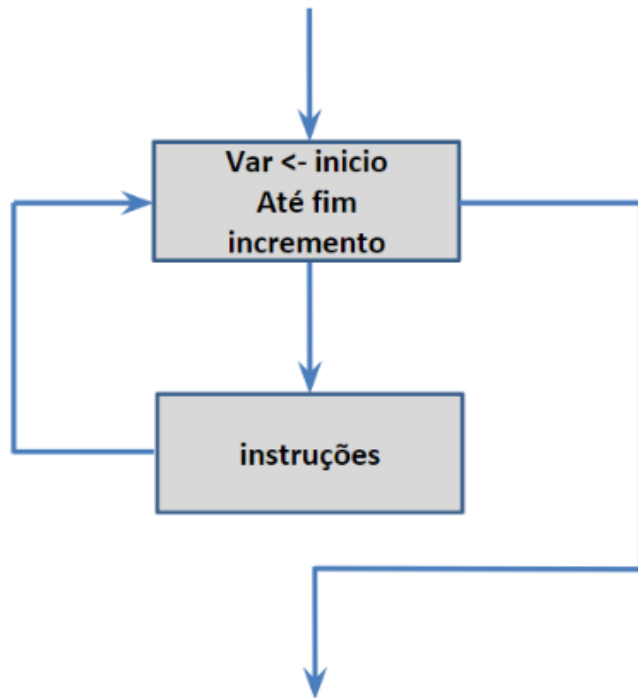 Var <- inicio
Até fim
incremento
instruções